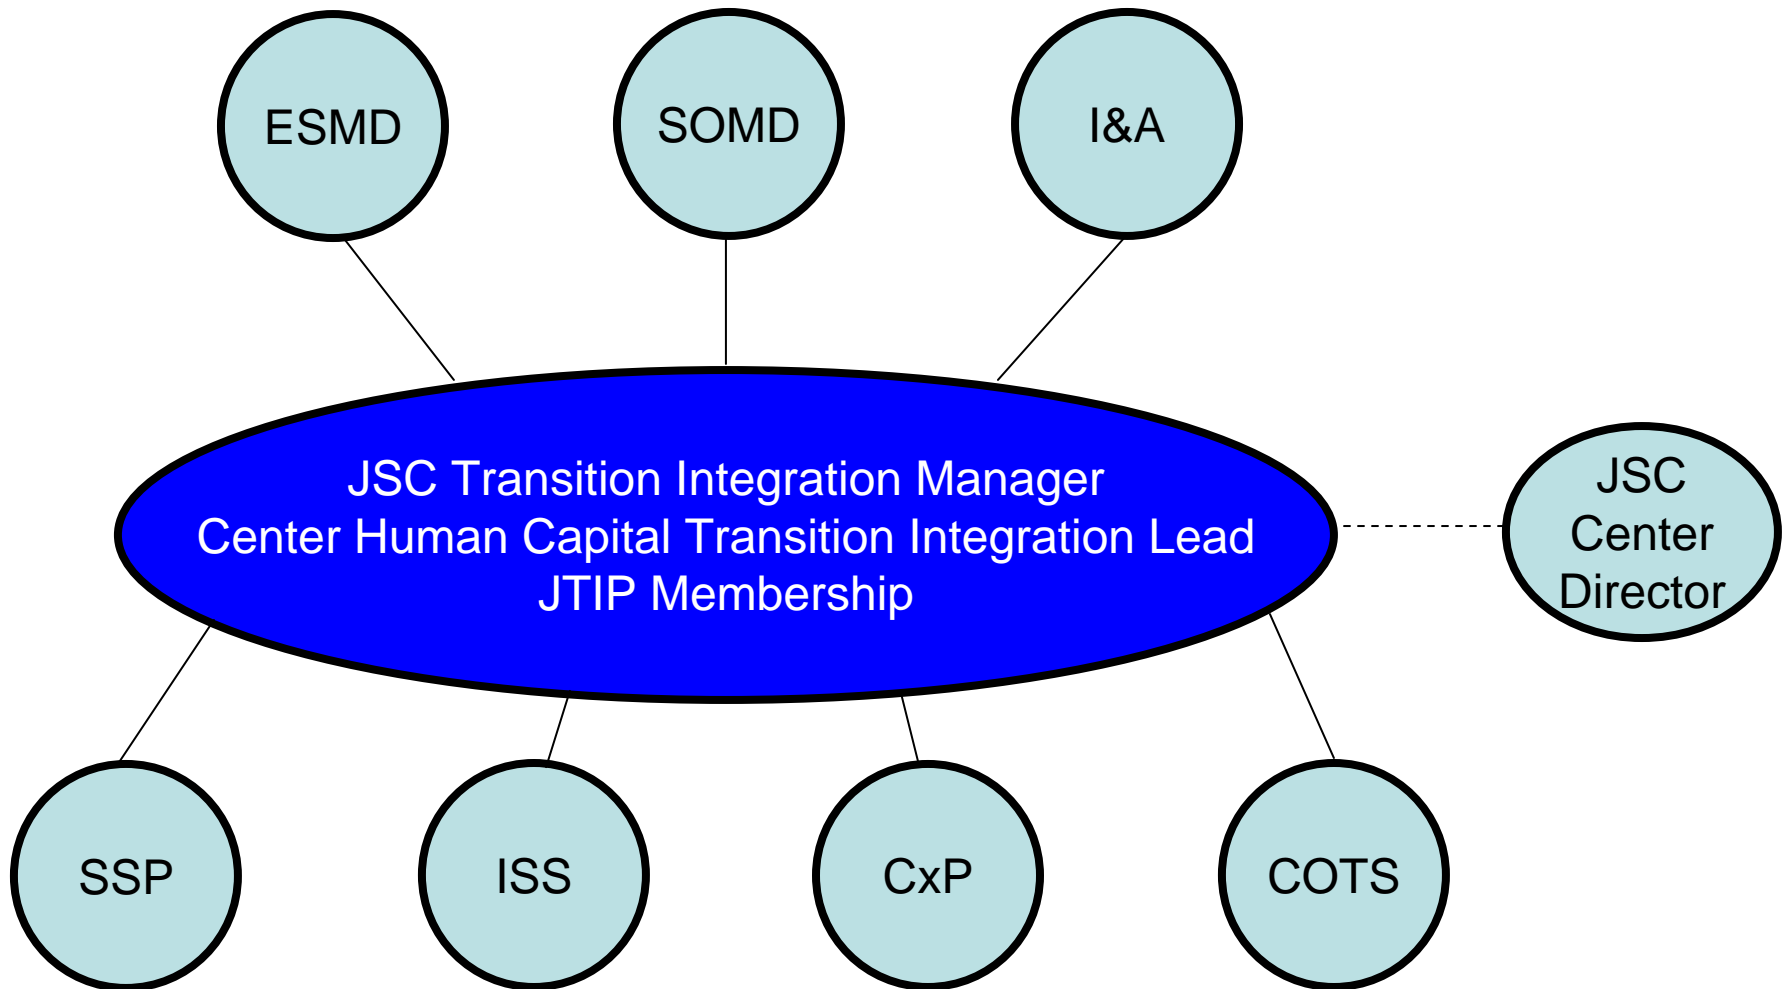 ESMD
SOMD
I&A
JSC Transition Integration Manager
Center Human Capital Transition Integration Lead
JTIP Membership
JSC
Center
Director
SSP
ISS
CxP
COTS